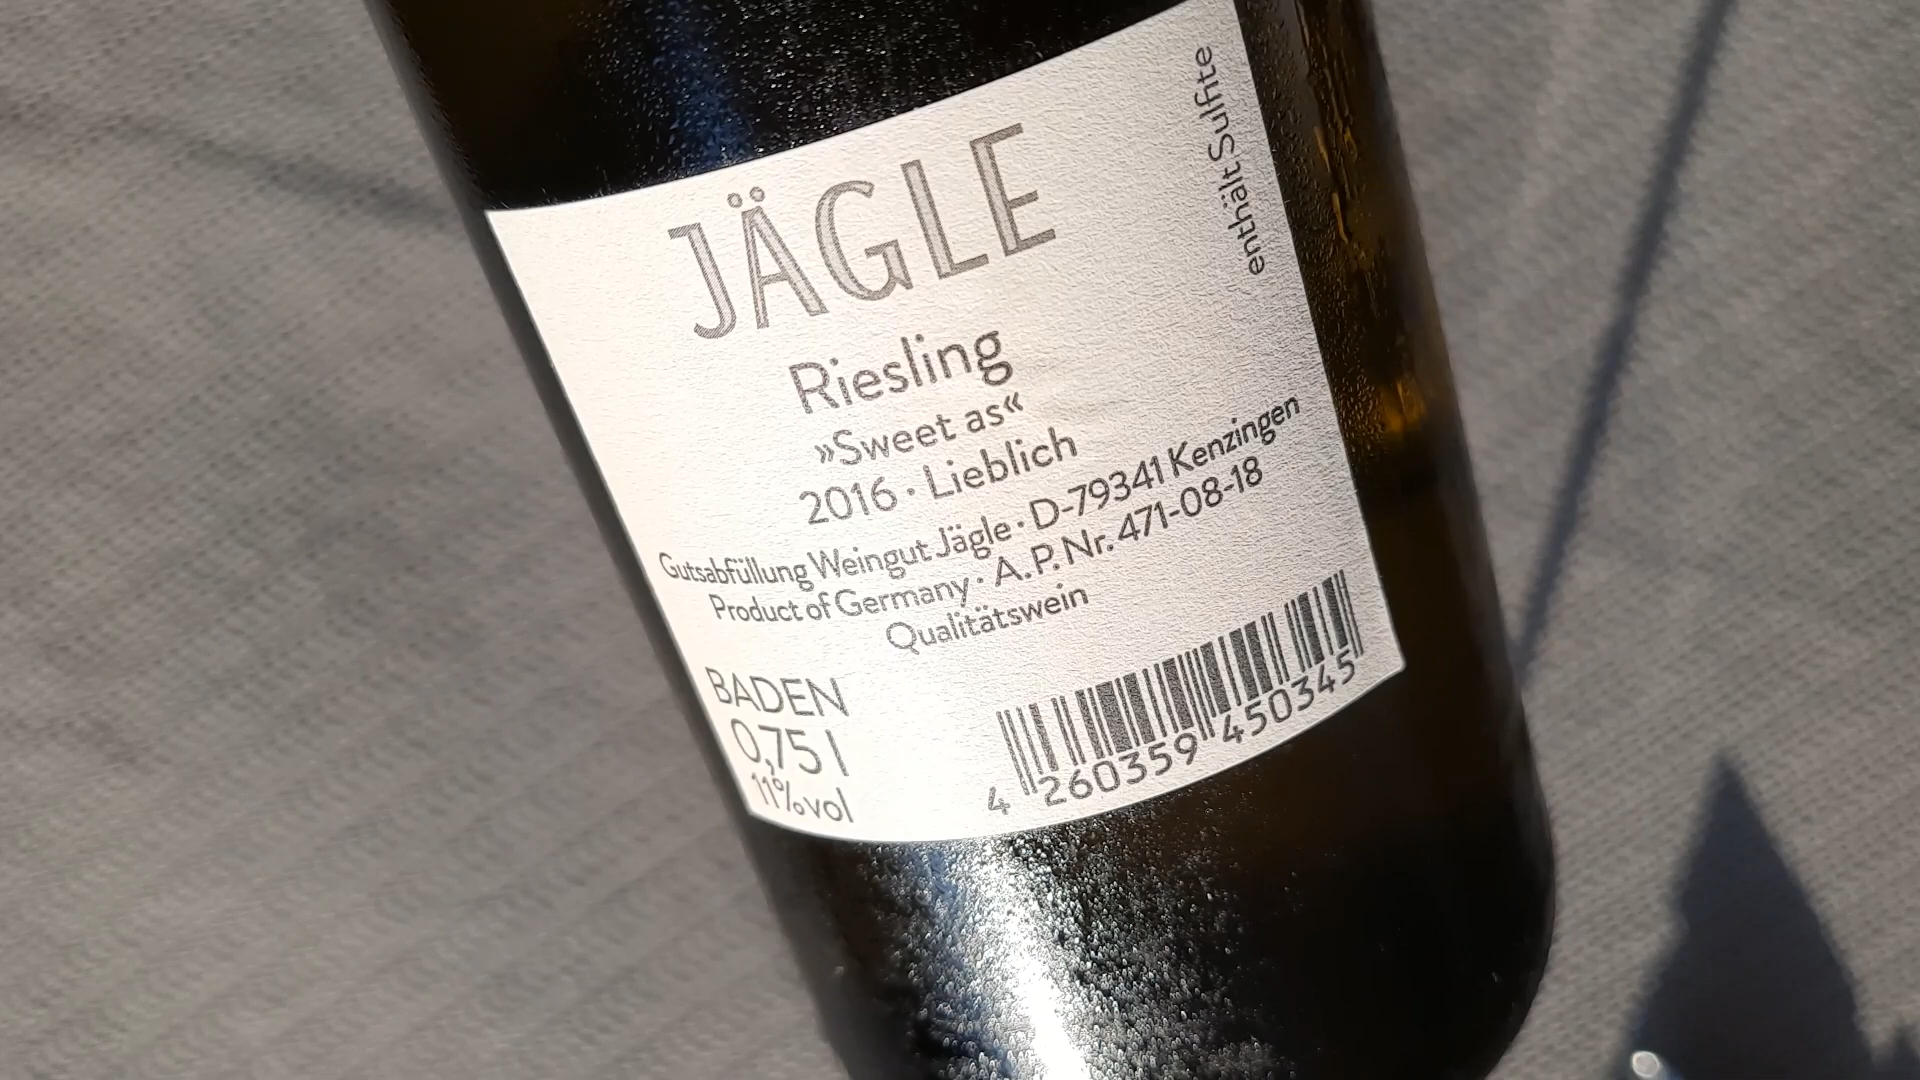 JÄGLE
Riesling
»Sweet as«
2016 · Lieblich
Gutsabfüllung Weingut Jägle · D-79341 Kenzingen
Product of Germany · A.P. Nr. 471-08-18
Qualitätswein
BADEN
0,75 l
11%vol
4 260359 450345
enthält Sulfite